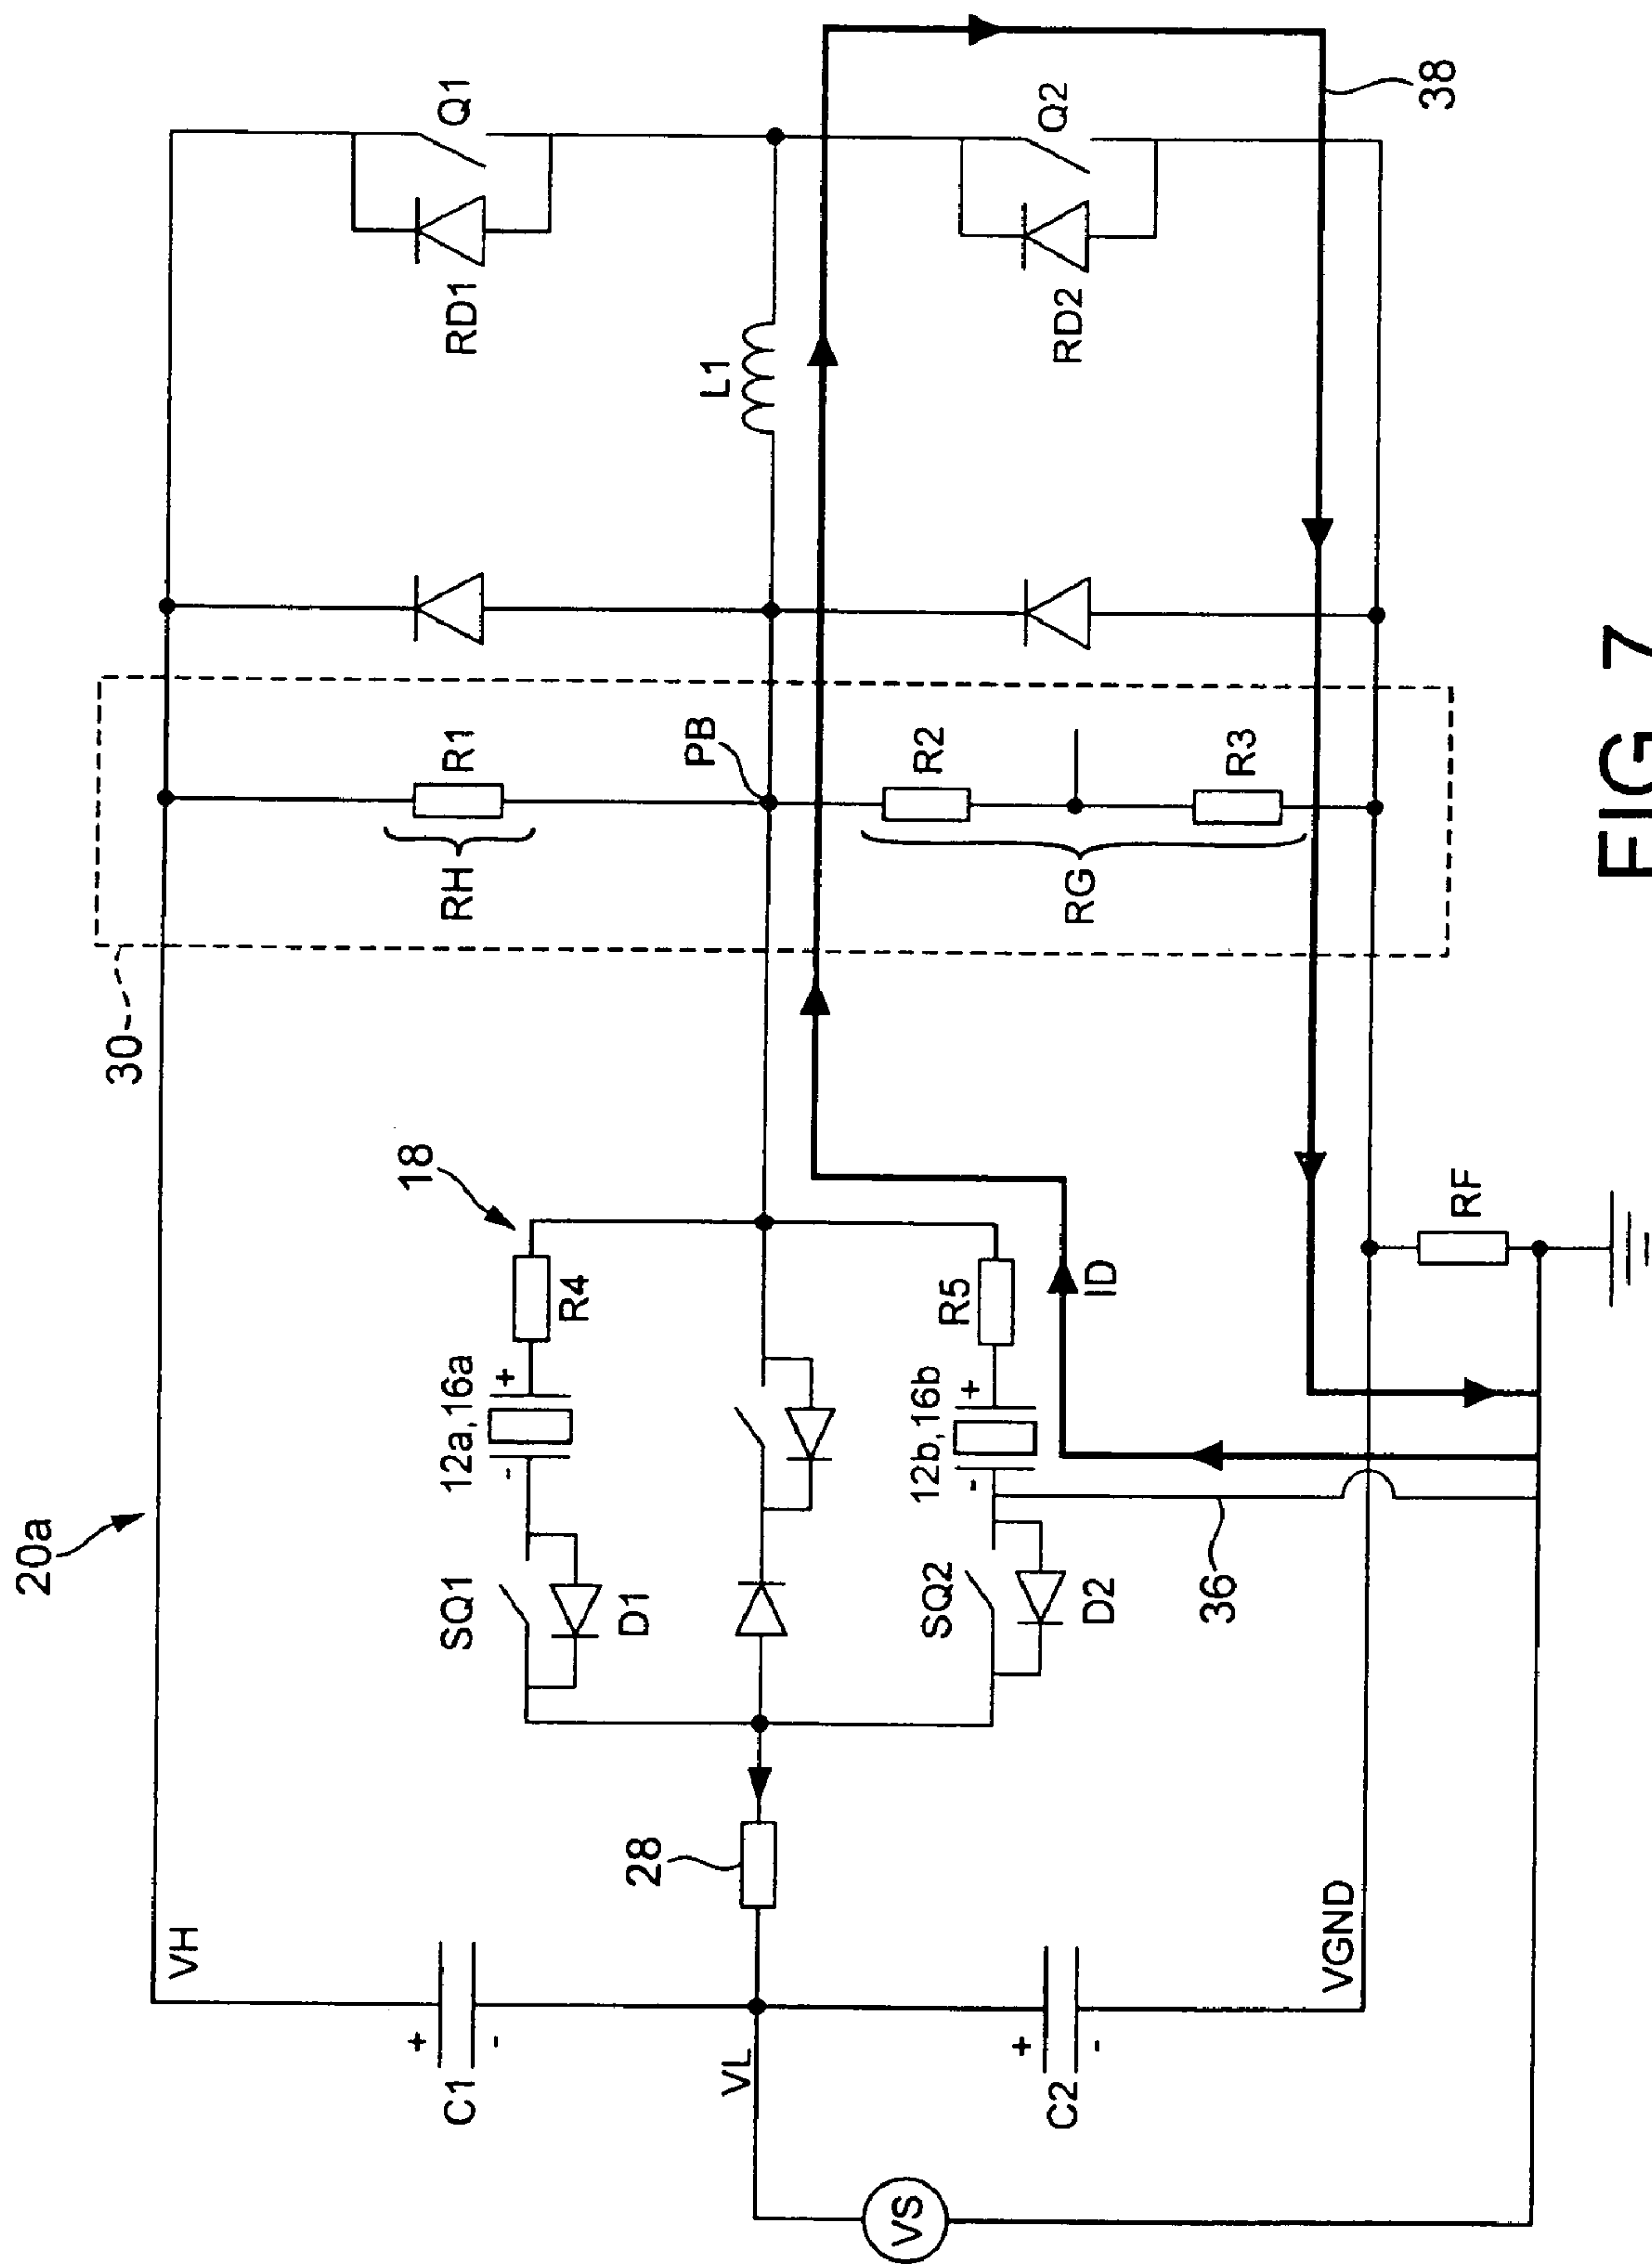 20a
VH
VL
VGND
VS
C1
+
-
C2
+
-
28
18
SQ1
D1
12a,16a
-
+
R4
SQ2
D2
12b,16b
-
+
R5
ID
36
RF
30
RH
R1
PB
RG
R2
R3
L1
RD1
Q1
RD2
Q2
38
FIG 7